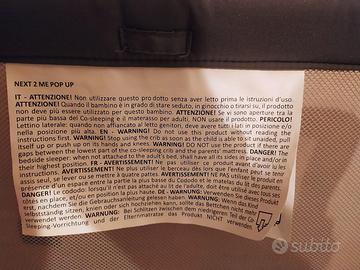 NEXT 2 ME POP UP
IT - ATTENZIONE! Non utilizzare questo prodotto senza aver letto prima le istruzioni d'uso
ATTENZIONE! Quando il bambino è in grado di stare seduto, in ginocchio o tirarsi su, il prodotto
non deve più essere utilizzato per questo bambino. ATTENZIONE! Se vi sono aperture tra la
parte più bassa del Co-sleeping e il materasso per adulti, NON usare il prodotto. PERICOLO!
Lettino laterale: quando non affiancato al letto genitori, deve avere tutti i lati in posizione e/o
nella posizione più alta. EN - WARNING! Do not use this product without reading the
instructions. WARNING! Stop using the crib as soon as the child is able to sit unaided, pull
itself up or push up on its hands and knees. WARNING! DO NOT use the product if there are
gaps between the lowest part of the co-sleeping crib and the parents' mattress. DANGER! The
bedside sleeper: when not attached to the adult's bed shall have all its sides in place and/or in
their highest position. FR - AVERTISSEMENT! Ne pas utiliser ce produit avant d'avoir lu les
instructions. AVERTISSEMENT! Ne plus utiliser le berceau dès lors que l'enfant peut se tenir
assis seul, se lever ou se mettre à quatre pattes. AVERTISSEMENT! NE PAS utiliser le produit en
présence d'un espace entre la partie la plus basse du Cododo et le matelas du lit des parents.
DANGER! Le cododo lorsqu'il n'est pas attaché au lit de l'adulte, doit être utilisé avec tous ses
côtés en place, et/ou en position la plus haute. DE - WARNUNG: Verwenden Sie dieses Produkt
erst, nachdem Sie die Gebrauchsanleitung gelesen haben. WARNUNG: Wenn das Kind
selbstständig sitzen, knien oder sich hochziehen kann, sollte das Bettchen nicht mehr
verwendet werden. WARNUNG: Bei Schlitzen zwischen dem niedrigeren Teil der Co-
Sleeping-Vorrichtung und der Elternmatratze das Produkt NICHT verwenden.
subito